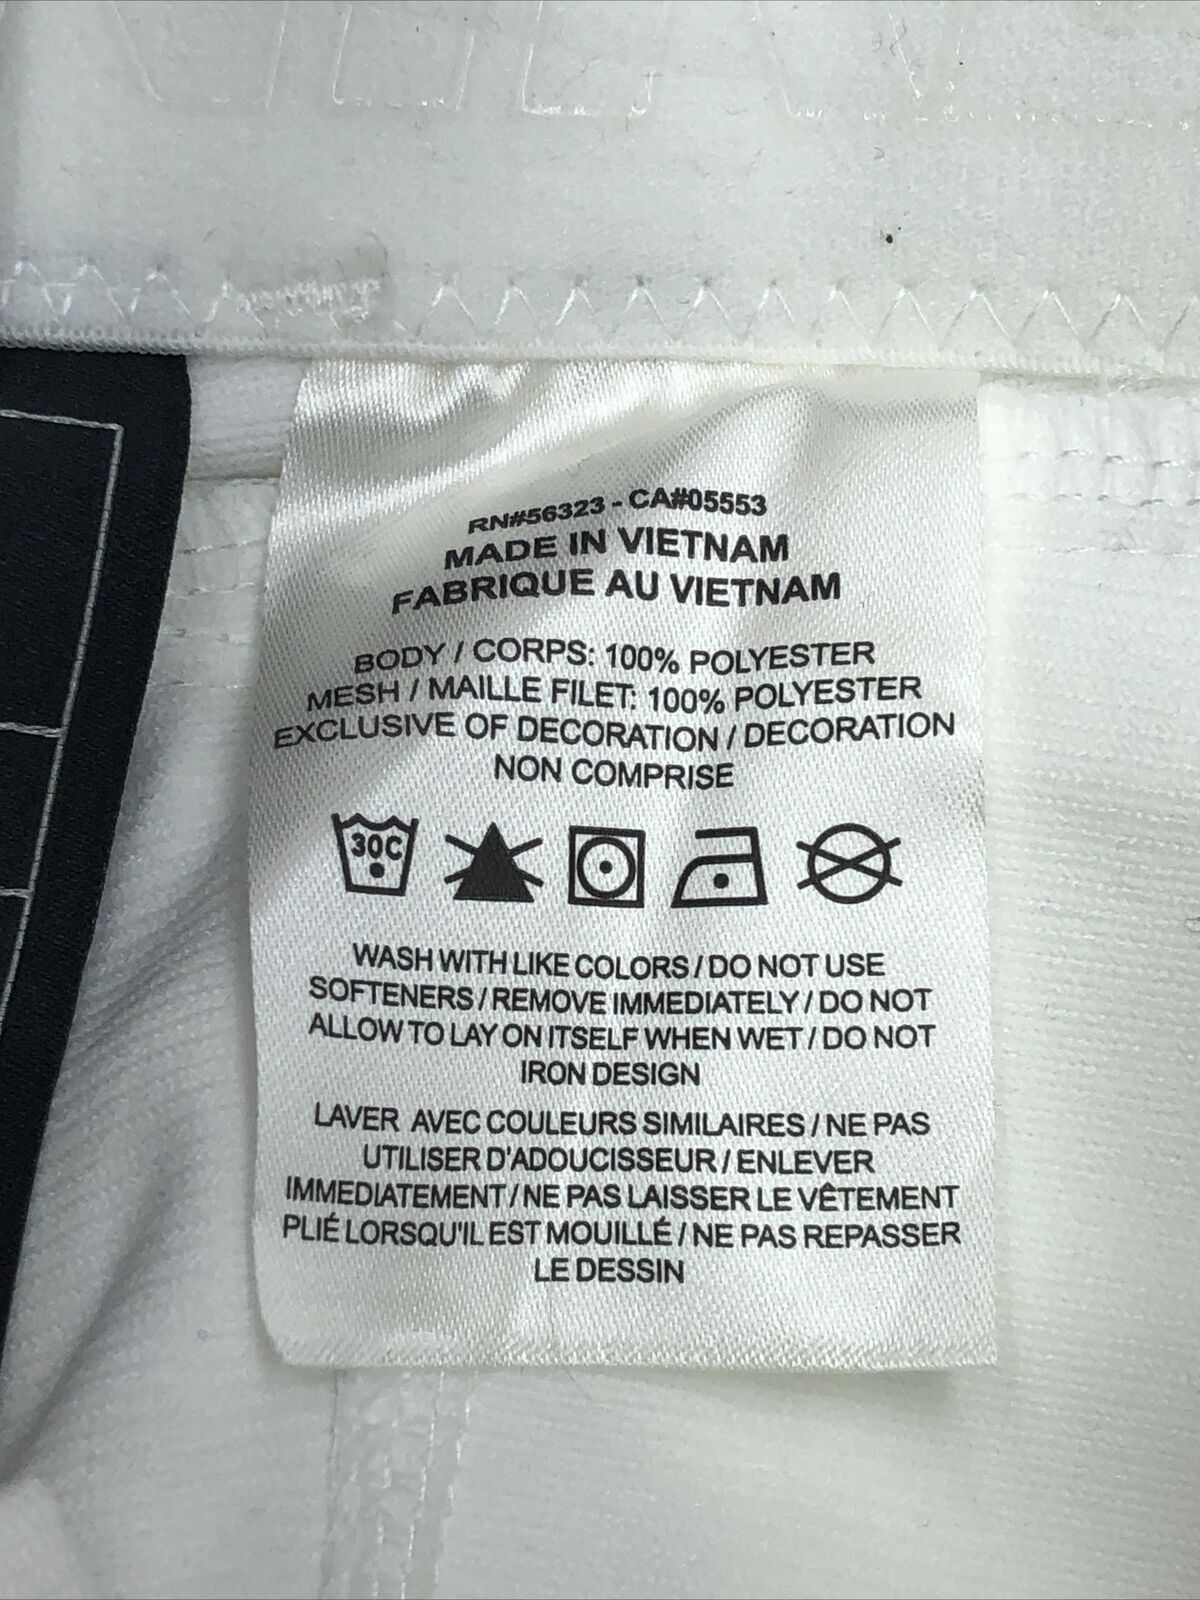 RN#56323 - CA#05553
MADE IN VIETNAM
FABRIQUE AU VIETNAM
BODY / CORPS: 100% POLYESTER
MESH / MAILLE FILET: 100% POLYESTER
EXCLUSIVE OF DECORATION / DECORATION
NON COMPRISE
30C
WASH WITH LIKE COLORS / DO NOT USE
SOFTENERS / REMOVE IMMEDIATELY / DO NOT
ALLOW TO LAY ON ITSELF WHEN WET / DO NOT
IRON DESIGN
LAVER AVEC COULEURS SIMILAIRES / NE PAS
UTILISER D'ADOUCISSEUR / ENLEVER
IMMEDIATEMENT / NE PAS LAISSER LE VÊTEMENT
PLIÉ LORSQU'IL EST MOUILLÉ / NE PAS REPASSER
LE DESSIN